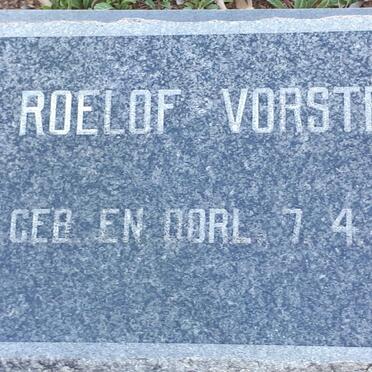 ROELOF VORST
GEB EN OORL 7. 4.